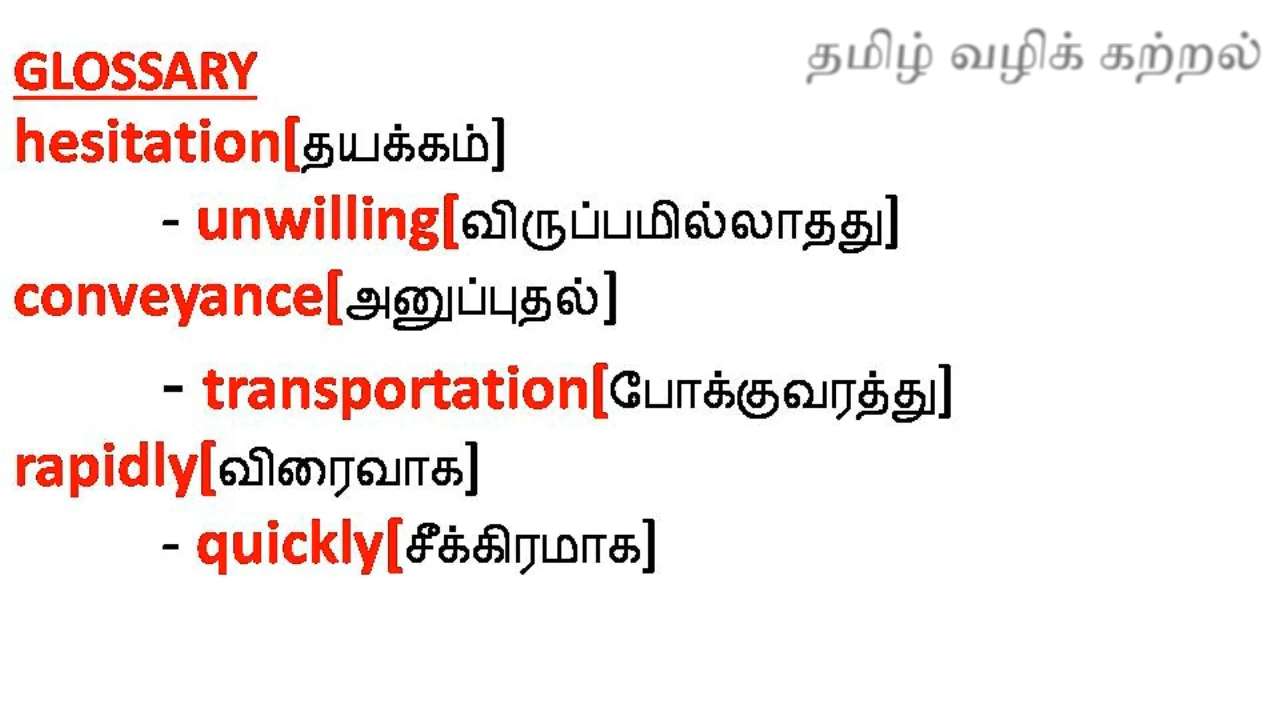 தமிழ் வழிக் கற்றல்
GLOSSARY
hesitation[தயக்கம்]
- unwilling[விருப்பமில்லாதது]
conveyance[அனுப்புதல்]
- transportation[போக்குவரத்து]
rapidly[விரைவாக]
- quickly[சீக்கிரமாக]